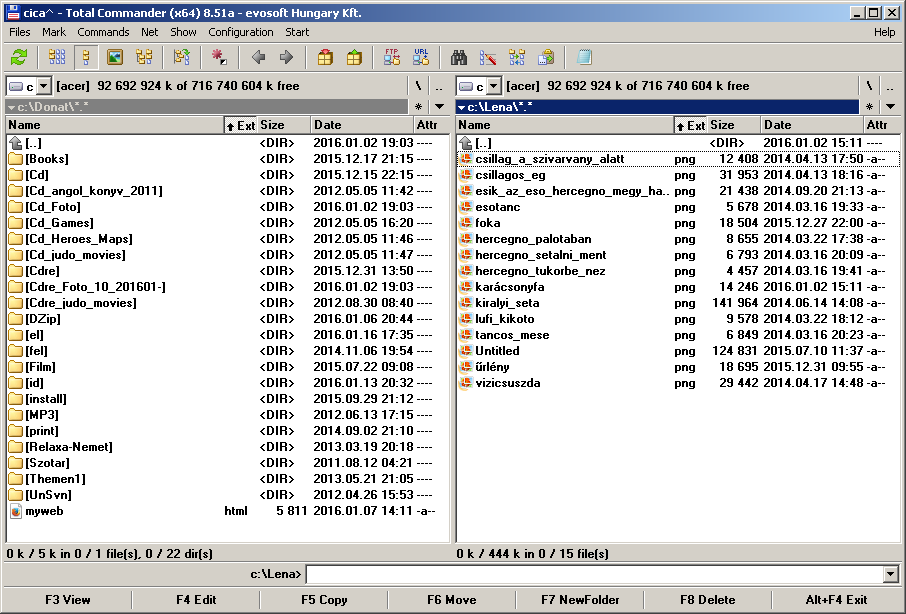 cica^ - Total Commander (x64) 8.51a - evosoft Hungary Kft.
Files Mark Commands Net Show Configuration Start Help
FTP URL
c [acer] 92 692 924 k of 716 740 604 k free \ ..
c:\Donat\*.* * 
Name Ext Size Date Attr
[..] <DIR> 2016.01.02 19:03 ----
[Books] <DIR> 2015.12.17 21:15 ----
[Cd] <DIR> 2015.12.15 22:15 ----
[Cd_angol_konyv_2011] <DIR> 2012.05.05 11:42 ----
[Cd_Foto] <DIR> 2016.01.02 19:03 ----
[Cd_Games] <DIR> 2012.05.05 16:20 ----
[Cd_Heroes_Maps] <DIR> 2012.05.05 11:46 ----
[Cd_judo_movies] <DIR> 2012.05.05 11:47 ----
[Cdre] <DIR> 2015.12.31 13:50 ----
[Cdre_Foto_10_201601-] <DIR> 2016.01.02 19:03 ----
[Cdre_judo_movies] <DIR> 2012.08.30 08:40 ----
[DZip] <DIR> 2016.01.06 20:44 ----
[el] <DIR> 2016.01.16 17:35 ----
[fel] <DIR> 2014.11.06 19:54 ----
[Film] <DIR> 2015.07.22 09:08 ----
[id] <DIR> 2016.01.13 20:32 ----
[install] <DIR> 2015.09.29 21:12 ----
[MP3] <DIR> 2012.06.13 17:15 ----
[print] <DIR> 2014.09.02 21:10 ----
[Relaxa-Nemet] <DIR> 2013.03.19 20:18 ----
[Szotar] <DIR> 2011.08.12 04:21 ----
[Themen1] <DIR> 2013.05.21 21:05 ----
[UnSvn] <DIR> 2012.04.26 15:53 ----
myweb html 5 811 2016.01.07 14:11 -a--
0 k / 5 k in 0 / 1 file(s), 0 / 22 dir(s)
c [acer] 92 692 924 k of 716 740 604 k free \ ..
c:\Lena\*.* *
Name Ext Size Date Attr
[..] <DIR> 2016.01.02 15:11 ----
csillag_a_szivarvany_alatt png 12 408 2014.04.13 17:50 -a--
csillagos_eg png 31 953 2014.04.13 18:16 -a--
esik_az_eso_hercegno_megy_ha.. png 21 438 2014.09.20 21:13 -a--
esotanc png 5 678 2014.03.16 19:33 -a--
foka png 18 504 2015.12.27 22:00 -a--
hercegno_palotaban png 8 655 2014.03.22 17:38 -a--
hercegno_setalni_ment png 6 793 2014.03.16 20:09 -a--
hercegno_tukorbe_nez png 4 457 2014.03.16 19:41 -a--
karácsonyfa png 14 246 2016.01.02 15:11 -a--
kiralyi_seta png 141 964 2014.06.14 14:08 -a--
lufi_kikoto png 9 578 2014.03.22 18:12 -a--
tancos_mese png 6 849 2014.03.16 20:23 -a--
Untitled png 124 831 2015.07.10 11:37 -a--
űrlény png 18 695 2015.12.31 09:55 -a--
vizicsuszda png 29 442 2014.04.17 14:48 -a--
0 k / 444 k in 0 / 15 file(s)
c:\Lena>
F3 View F4 Edit F5 Copy F6 Move F7 NewFolder F8 Delete Alt+F4 Exit